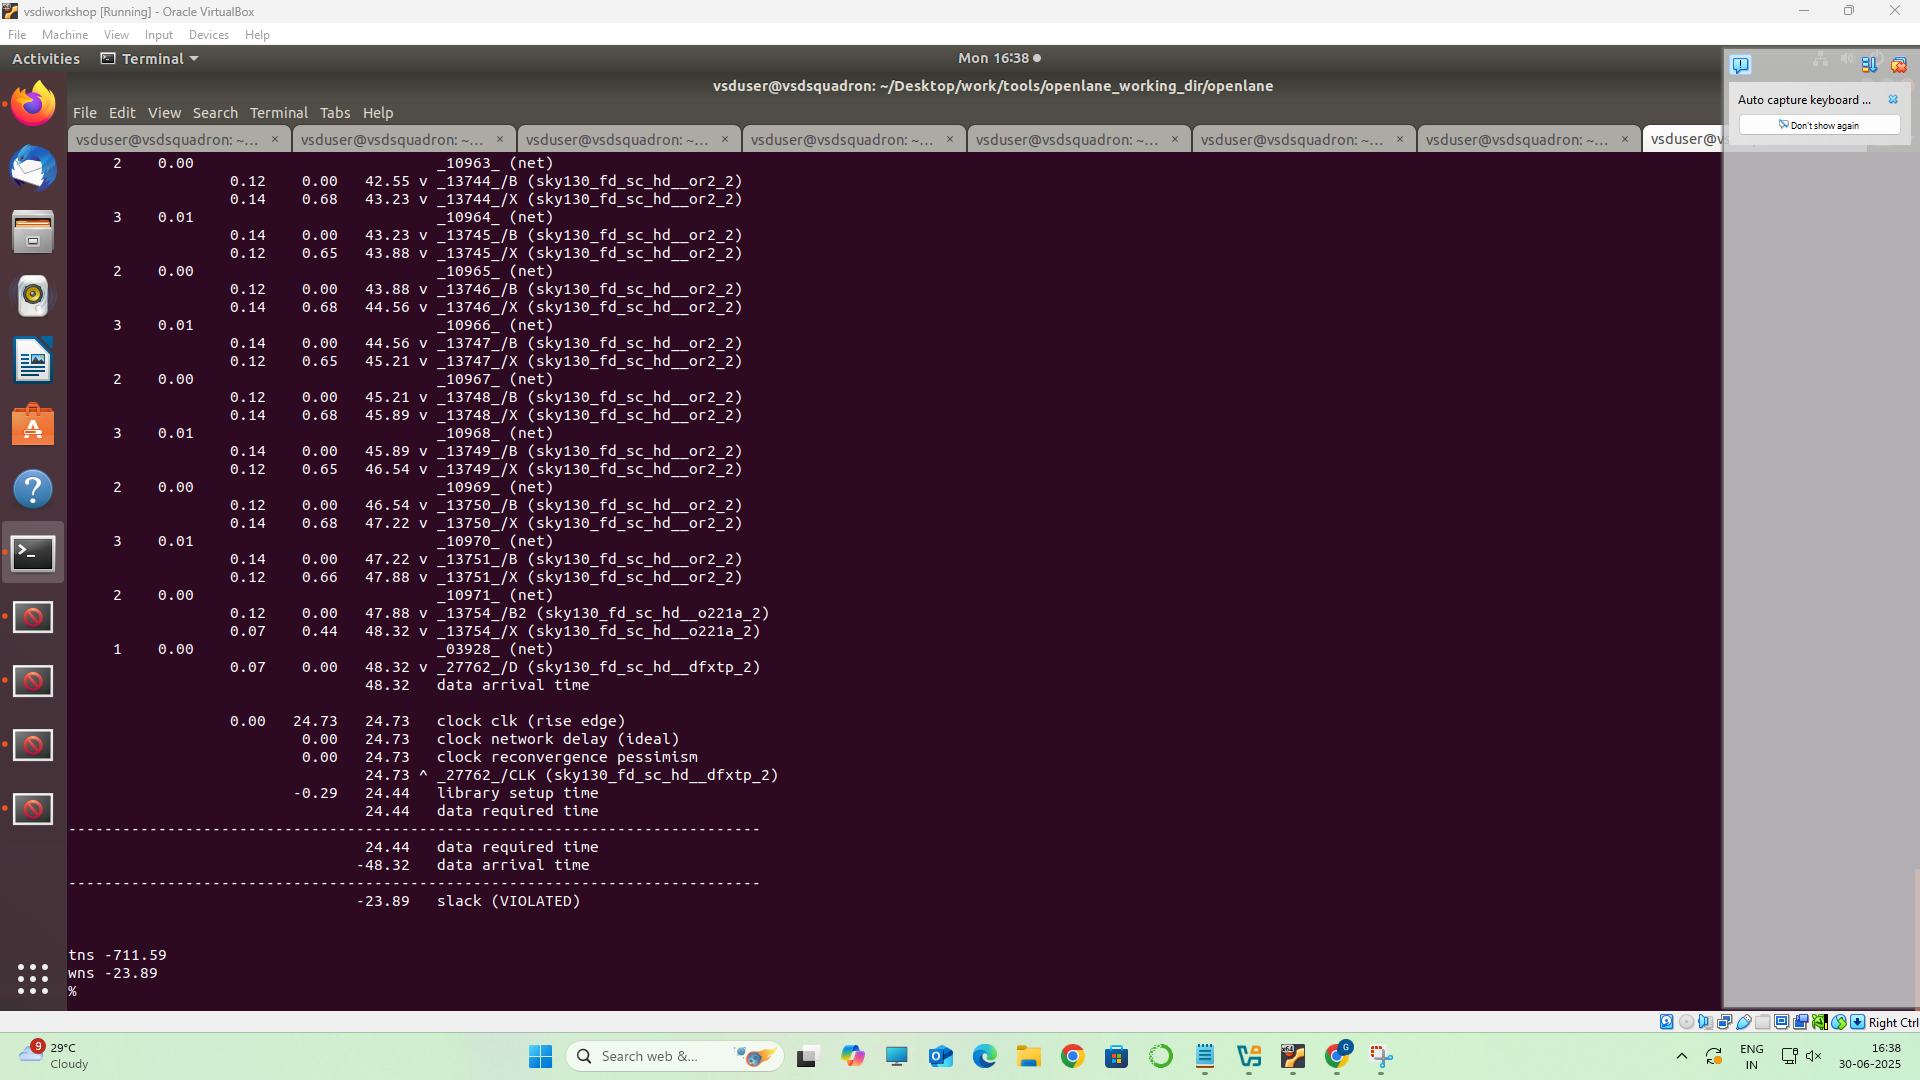 vsdiworkshop [Running] - Oracle VirtualBox
File Machine View Input Devices Help
Activities Terminal Mon 16:38
vsduser@vsdsquadron: ~/Desktop/work/tools/openlane_working_dir/openlane
File Edit View Search Terminal Tabs Help
vsduser@vsdsquadron: ~... × vsduser@vsdsquadron: ~... × vsduser@vsdsquadron: ~... × vsduser@vsdsquadron: ~... × vsduser@vsdsquadron: ~... × vsduser@vsdsquadron: ~... × vsduser@vsdsquadron: ~... × vsduser@vs
Auto capture keyboard ...
Don't show again
2 0.00 _10963_ (net)
0.12 0.00 42.55 v _13744_/B (sky130_fd_sc_hd__or2_2)
0.14 0.68 43.23 v _13744_/X (sky130_fd_sc_hd__or2_2)
3 0.01 _10964_ (net)
0.14 0.00 43.23 v _13745_/B (sky130_fd_sc_hd__or2_2)
0.12 0.65 43.88 v _13745_/X (sky130_fd_sc_hd__or2_2)
2 0.00 _10965_ (net)
0.12 0.00 43.88 v _13746_/B (sky130_fd_sc_hd__or2_2)
0.14 0.68 44.56 v _13746_/X (sky130_fd_sc_hd__or2_2)
3 0.01 _10966_ (net)
0.14 0.00 44.56 v _13747_/B (sky130_fd_sc_hd__or2_2)
0.12 0.65 45.21 v _13747_/X (sky130_fd_sc_hd__or2_2)
2 0.00 _10967_ (net)
0.12 0.00 45.21 v _13748_/B (sky130_fd_sc_hd__or2_2)
0.14 0.68 45.89 v _13748_/X (sky130_fd_sc_hd__or2_2)
3 0.01 _10968_ (net)
0.14 0.00 45.89 v _13749_/B (sky130_fd_sc_hd__or2_2)
0.12 0.65 46.54 v _13749_/X (sky130_fd_sc_hd__or2_2)
2 0.00 _10969_ (net)
0.12 0.00 46.54 v _13750_/B (sky130_fd_sc_hd__or2_2)
0.14 0.68 47.22 v _13750_/X (sky130_fd_sc_hd__or2_2)
3 0.01 _10970_ (net)
0.14 0.00 47.22 v _13751_/B (sky130_fd_sc_hd__or2_2)
0.12 0.66 47.88 v _13751_/X (sky130_fd_sc_hd__or2_2)
2 0.00 _10971_ (net)
0.12 0.00 47.88 v _13754_/B2 (sky130_fd_sc_hd__o221a_2)
0.07 0.44 48.32 v _13754_/X (sky130_fd_sc_hd__o221a_2)
1 0.00 _03928_ (net)
0.07 0.00 48.32 v _27762_/D (sky130_fd_sc_hd__dfxtp_2)
48.32 data arrival time
0.00 24.73 24.73 clock clk (rise edge)
0.00 24.73 clock network delay (ideal)
0.00 24.73 clock reconvergence pessimism
24.73 ^ _27762_/CLK (sky130_fd_sc_hd__dfxtp_2)
-0.29 24.44 library setup time
24.44 data required time
-----------------------------------------------------------------------------
24.44 data required time
-48.32 data arrival time
-----------------------------------------------------------------------------
-23.89 slack (VIOLATED)
tns -711.59
wns -23.89
%
Right Ctrl
9 29°C
Cloudy
Search web &...
G
ENG
IN
16:38
30-06-2025